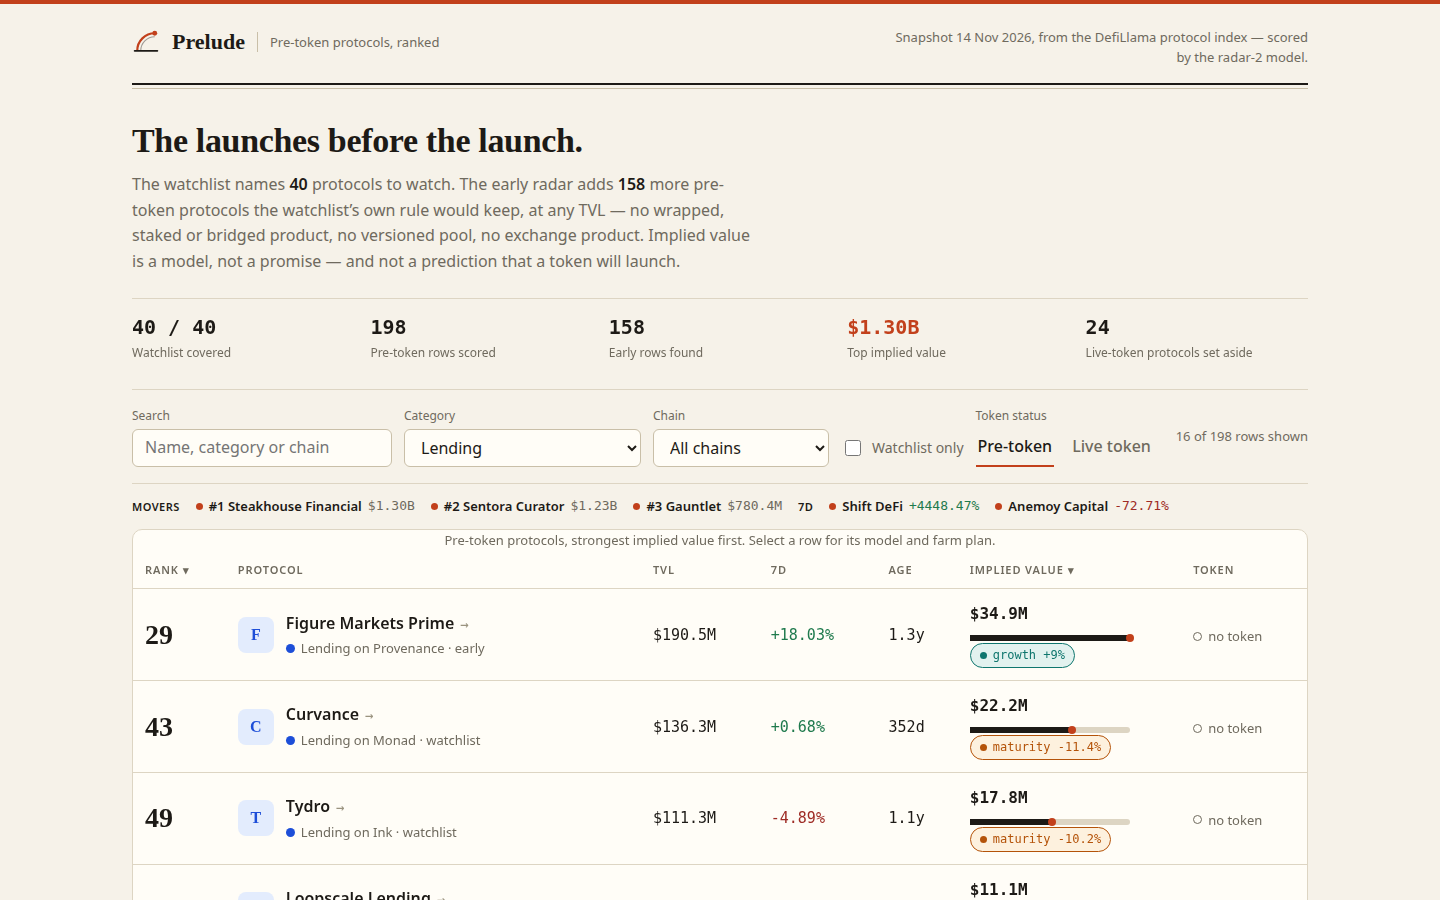 Prelude
Pre-token protocols, ranked
Snapshot 14 Nov 2026, from the DefiLlama protocol index — scored
by the radar-2 model.
The launches before the launch.
The watchlist names 40 protocols to watch. The early radar adds 158 more pre-
token protocols the watchlist’s own rule would keep, at any TVL — no wrapped,
staked or bridged product, no versioned pool, no exchange product. Implied value
is a model, not a promise — and not a prediction that a token will launch.
40 / 40
Watchlist covered
198
Pre-token rows scored
158
Early rows found
$1.30B
Top implied value
24
Live-token protocols set aside
Search
Name, category or chain
Category
Lending
Chain
All chains
Watchlist only
Token status
Pre-token
Live token
16 of 198 rows shown
MOVERS #1 Steakhouse Financial $1.30B #2 Sentora Curator $1.23B #3 Gauntlet $780.4M 7D Shift DeFi +4448.47% Anemoy Capital -72.71%
Pre-token protocols, strongest implied value first. Select a row for its model and farm plan.
RANK ▼ PROTOCOL TVL 7D AGE IMPLIED VALUE ▼ TOKEN
29
F
Figure Markets Prime →
Lending on Provenance · early
$190.5M
+18.03%
1.3y
$34.9M
growth +9%
no token
43
C
Curvance →
Lending on Monad · watchlist
$136.3M
+0.68%
352d
$22.2M
maturity -11.4%
no token
49
T
Tydro →
Lending on Ink · watchlist
$111.3M
-4.89%
1.1y
$17.8M
maturity -10.2%
no token
Loopscale Lending →
$11.1M